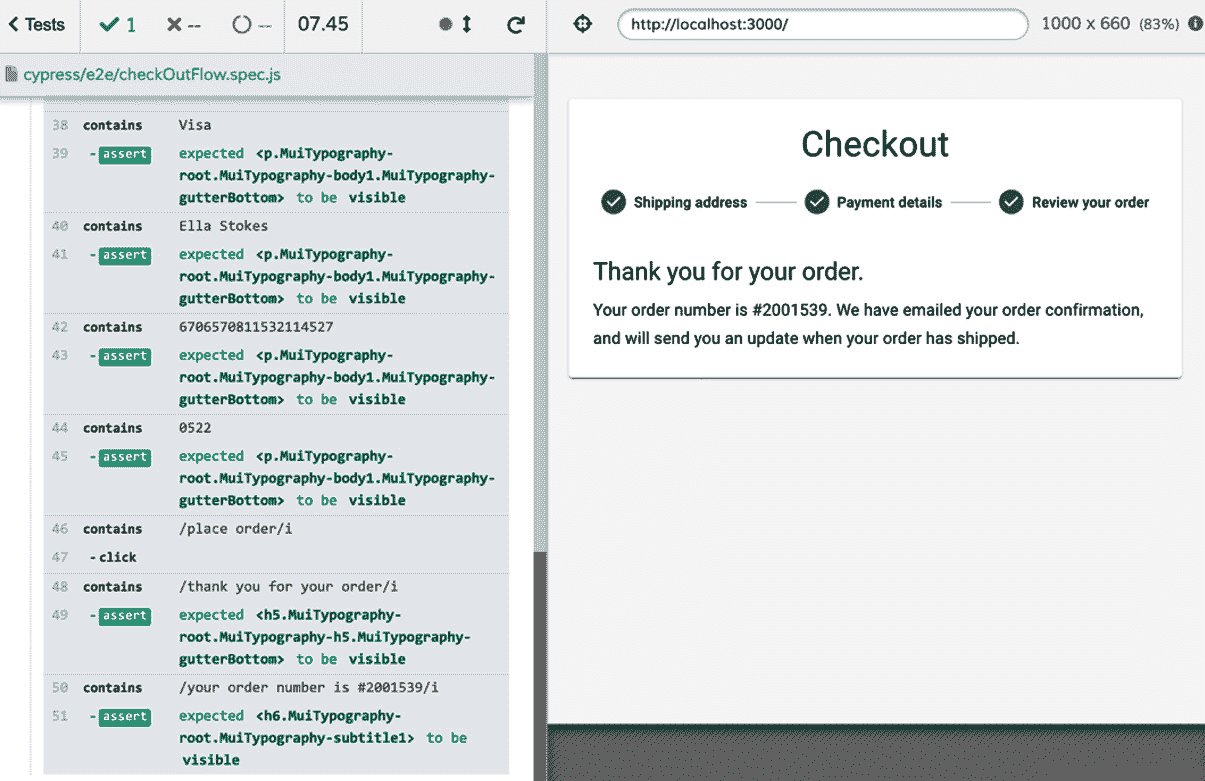 Tests 1 -- -- 07.45
cypress/e2e/checkOutFlow.spec.js
38 contains Visa
39 -assert expected <p.MuiTypography-
root.MuiTypography-body1.MuiTypography-
gutterBottom> to be visible
40 contains Ella Stokes
41 -assert expected <p.MuiTypography-
root.MuiTypography-body1.MuiTypography-
gutterBottom> to be visible
42 contains 6706570811532114527
43 -assert expected <p.MuiTypography-
root.MuiTypography-body1.MuiTypography-
gutterBottom> to be visible
44 contains 0522
45 -assert expected <p.MuiTypography-
root.MuiTypography-body1.MuiTypography-
gutterBottom> to be visible
46 contains /place order/i
47 -click
48 contains /thank you for your order/i
49 -assert expected <h5.MuiTypography-
root.MuiTypography-h5.MuiTypography-
gutterBottom> to be visible
50 contains /your order number is #2001539/i
51 -assert expected <h6.MuiTypography-
root.MuiTypography-subtitle1> to be
visible
http://localhost:3000/ 1000 x 660 (83%)
Checkout
Shipping address Payment details Review your order
Thank you for your order.
Your order number is #2001539. We have emailed your order confirmation,
and will send you an update when your order has shipped.